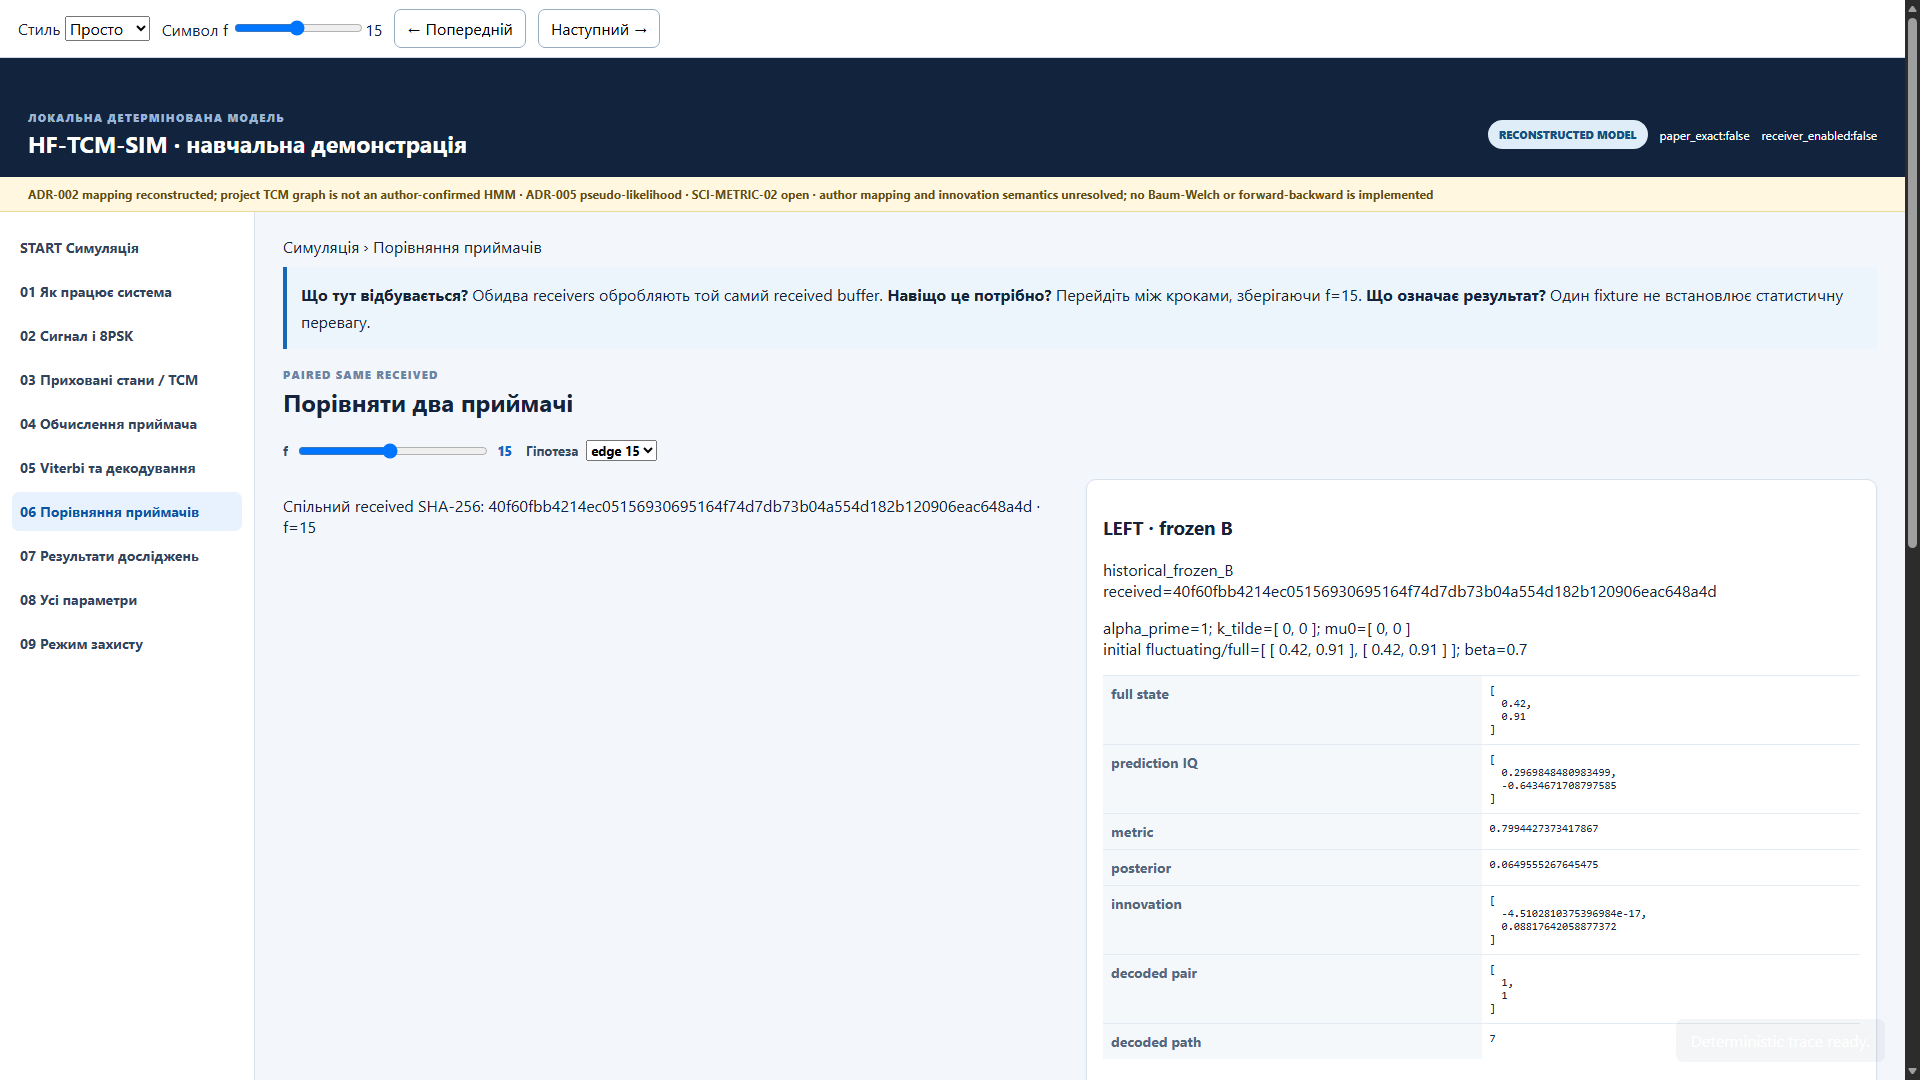 Стиль Просто Символ f 15 ← Попередній Наступний →
ЛОКАЛЬНА ДЕТЕРМІНОВАНА МОДЕЛЬ
HF-TCM-SIM · навчальна демонстрація
RECONSTRUCTED MODEL paper_exact:false receiver_enabled:false
ADR-002 mapping reconstructed; project TCM graph is not an author-confirmed HMM · ADR-005 pseudo-likelihood · SCI-METRIC-02 open · author mapping and innovation semantics unresolved; no Baum-Welch or forward-backward is implemented
START Симуляція
01 Як працює система
02 Сигнал і 8PSK
03 Приховані стани / TCM
04 Обчислення приймача
05 Viterbi та декодування
06 Порівняння приймачів
07 Результати досліджень
08 Усі параметри
09 Режим захисту
Симуляція › Порівняння приймачів
Що тут відбувається? Обидва receivers обробляють той самий received buffer. Навіщо це потрібно? Перейдіть між кроками, зберігаючи f=15. Що означає результат? Один fixture не встановлює статистичну
перевагу.
PAIRED SAME RECEIVED
Порівняти два приймачі
f 15 Гіпотеза edge 15
Спільний received SHA-256: 40f60fbb4214ec05156930695164f74d7db73b04a554d182b120906eac648a4d ·
f=15
LEFT · frozen B
historical_frozen_B
received=40f60fbb4214ec05156930695164f74d7db73b04a554d182b120906eac648a4d
alpha_prime=1; k_tilde=[ 0, 0 ]; mu0=[ 0, 0 ]
initial fluctuating/full=[ [ 0.42, 0.91 ], [ 0.42, 0.91 ] ]; beta=0.7
full state
[
0.42,
0.91
]
prediction IQ
[
0.2969848480983499,
-0.6434671708797585
]
metric
0.7994427373417867
posterior
0.0649555267645475
innovation
[
-4.5102810375396984e-17,
0.08817642058877372
]
decoded pair
[
1,
1
]
decoded path
7
Deterministic trace ready.